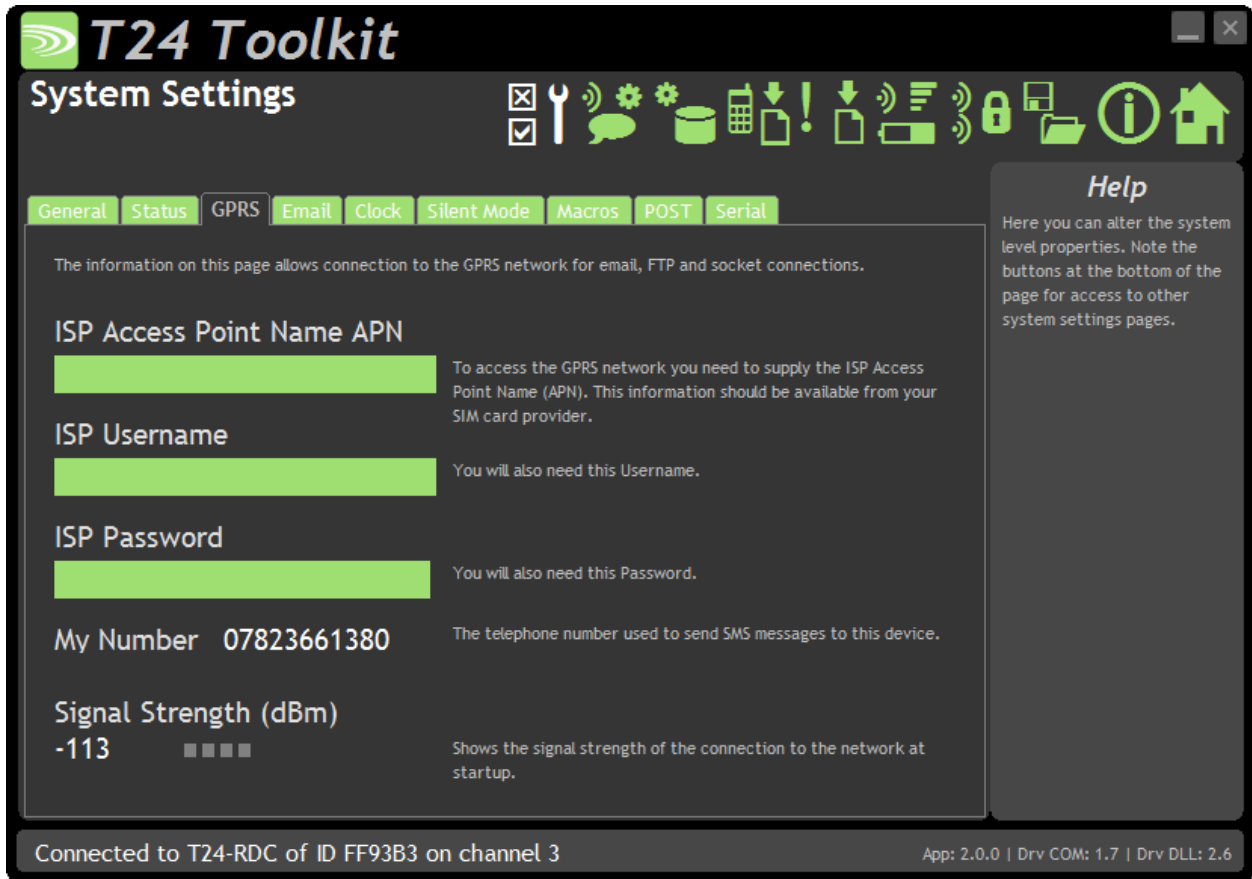 T24 Toolkit
System Settings
General Status GPRS Email Clock Silent Mode Macros POST Serial
The information on this page allows connection to the GPRS network for email, FTP and socket connections.
ISP Access Point Name APN
To access the GPRS network you need to supply the ISP Access
Point Name (APN). This information should be available from your
SIM card provider.
ISP Username
You will also need this Username.
ISP Password
You will also need this Password.
My Number 07823661380
The telephone number used to send SMS messages to this device.
Signal Strength (dBm)
-113
Shows the signal strength of the connection to the network at
startup.
Help
Here you can alter the system
level properties. Note the
buttons at the bottom of the
page for access to other
system settings pages.
Connected to T24-RDC of ID FF93B3 on channel 3
App: 2.0.0 | Drv COM: 1.7 | Drv DLL: 2.6